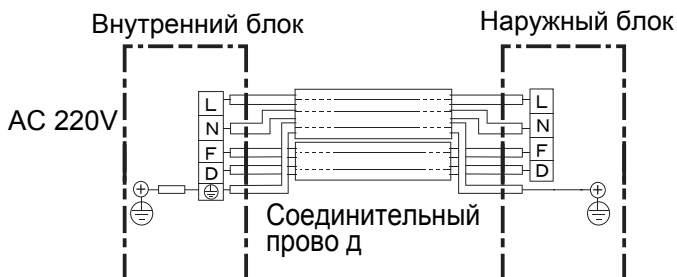 Внутренний блок
Наружный блок
AC 220V
L
N
F
D
L
N
F
D
Соединительный
прово д